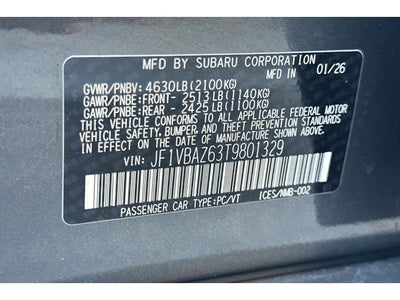 MFD BY SUBARU CORPORATION
MADE IN JAPAN 01/26
GVWR/PNBV: 4630LB(2100KG)
GAWR/PNBE:FRONT- 2513LB(1140KG)
GAWR/PNBE:REAR - 2425LB(1100KG)
THIS VEHICLE CONFORMS TO ALL APPLICABLE
FEDERAL MOTOR VEHICLE SAFETY, BUMPER,
AND THEFT PREVENTION STANDARDS IN EFFECT
ON THE DATE OF MANUFACTURE SHOWN ABOVE.
VIN: JF1VBAZ63T9801329
PASSENGER CAR TYPE:PC/VT ICES/NMB-002